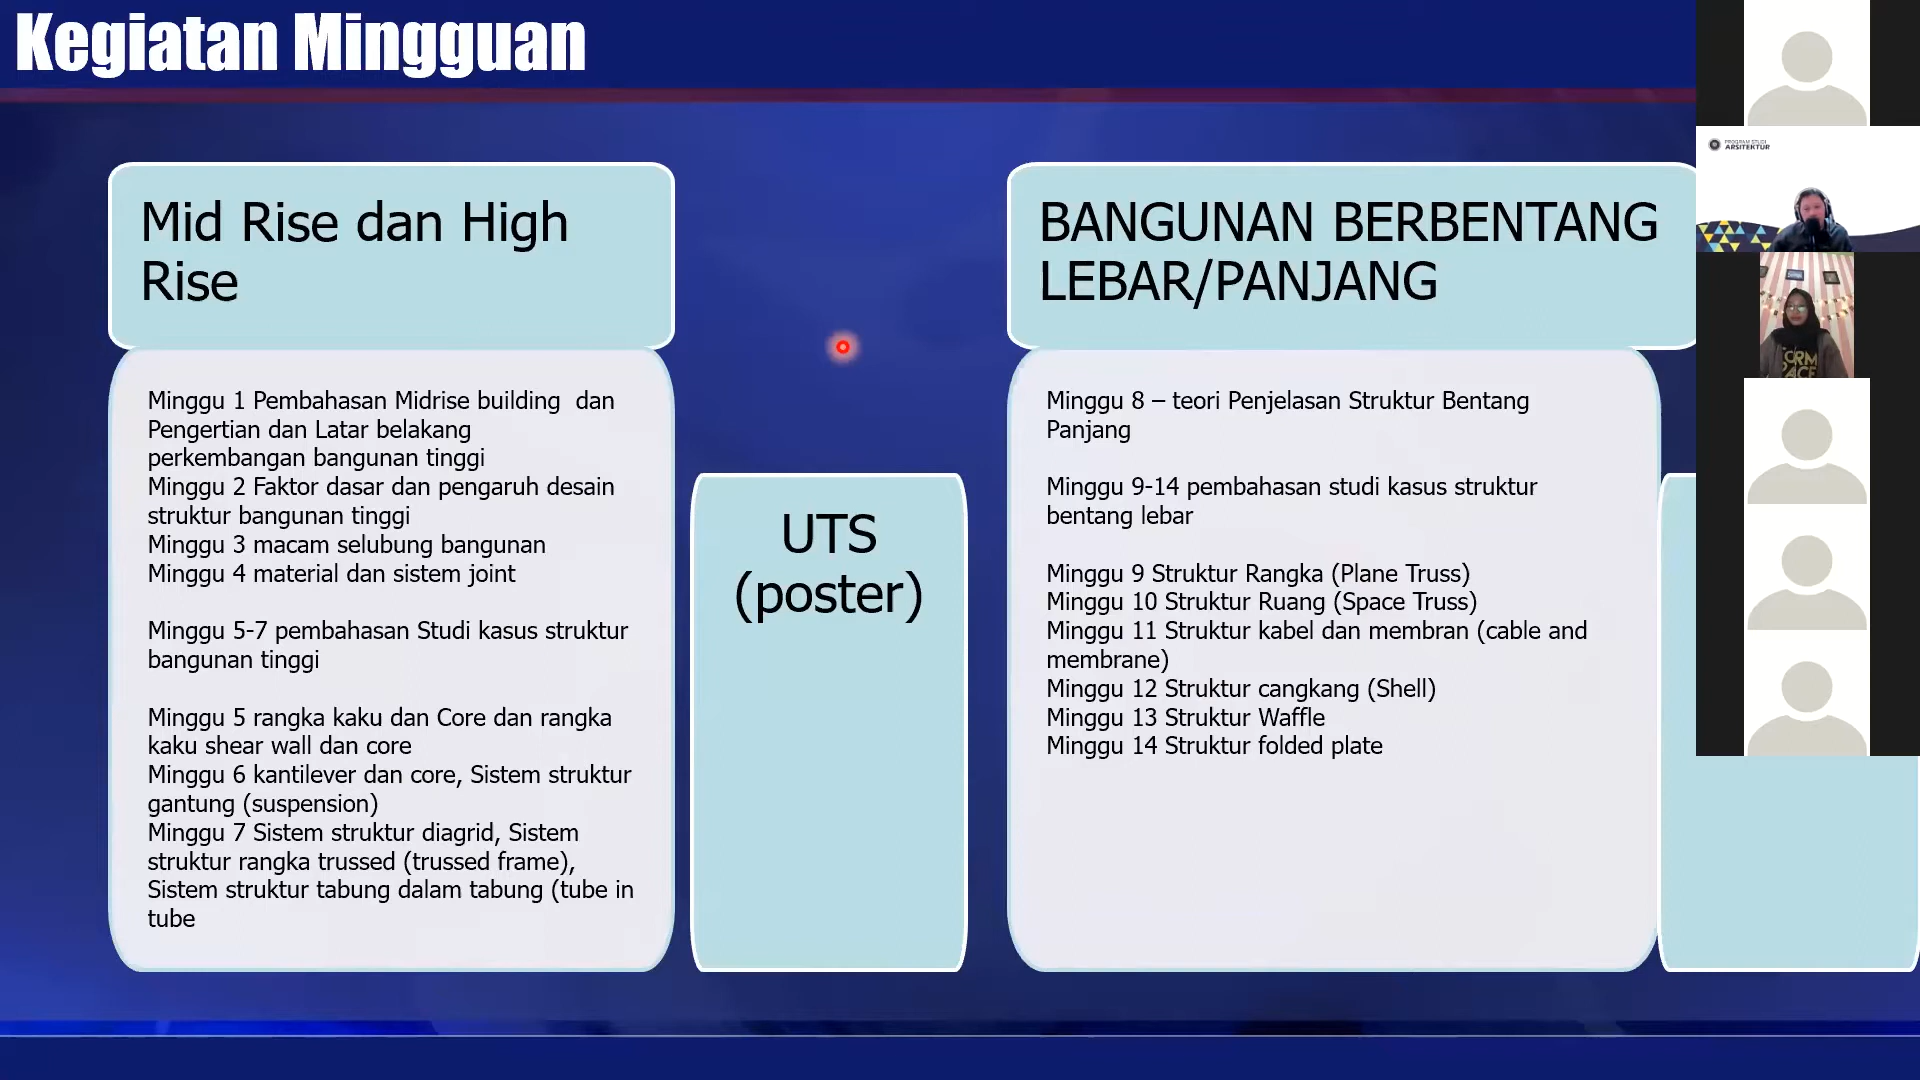 Kegiatan Mingguan
Mid Rise dan High
Rise
Minggu 1 Pembahasan Midrise building  dan
Pengertian dan Latar belakang
perkembangan bangunan tinggi
Minggu 2 Faktor dasar dan pengaruh desain
struktur bangunan tinggi
Minggu 3 macam selubung bangunan
Minggu 4 material dan sistem joint
Minggu 5-7 pembahasan Studi kasus struktur
bangunan tinggi
Minggu 5 rangka kaku dan Core dan rangka
kaku shear wall dan core
Minggu 6 kantilever dan core, Sistem struktur
gantung (suspension)
Minggu 7 Sistem struktur diagrid, Sistem
struktur rangka trussed (trussed frame),
Sistem struktur tabung dalam tabung (tube in
tube
UTS
(poster)
BANGUNAN BERBENTANG
LEBAR/PANJANG
Minggu 8 – teori Penjelasan Struktur Bentang
Panjang
Minggu 9-14 pembahasan studi kasus struktur
bentang lebar
Minggu 9 Struktur Rangka (Plane Truss)
Minggu 10 Struktur Ruang (Space Truss)
Minggu 11 Struktur kabel dan membran (cable and
membrane)
Minggu 12 Struktur cangkang (Shell)
Minggu 13 Struktur Waffle
Minggu 14 Struktur folded plate
PROGRAM STUDI
ARSITEKTUR